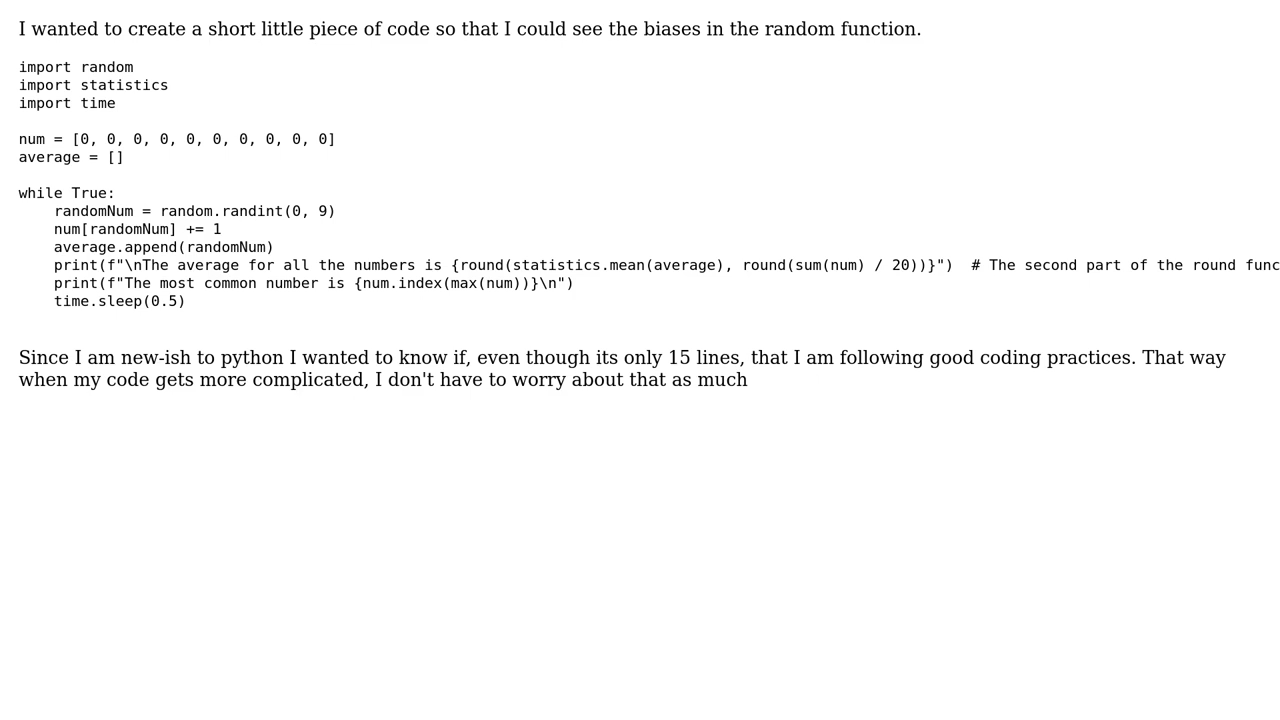 I wanted to create a short little piece of code so that I could see the biases in the random function.
import random
import statistics
import time
num = [0, 0, 0, 0, 0, 0, 0, 0, 0, 0]
average = []
while True:
    randomNum = random.randint(0, 9)
    num[randomNum] += 1
    average.append(randomNum)
    print(f"\nThe average for all the numbers is {round(statistics.mean(average), round(sum(num) / 20))}")  # The second part of the round func
    print(f"The most common number is {num.index(max(num))}\n")
    time.sleep(0.5)
Since I am new-ish to python I wanted to know if, even though its only 15 lines, that I am following good coding practices. That way
when my code gets more complicated, I don't have to worry about that as much